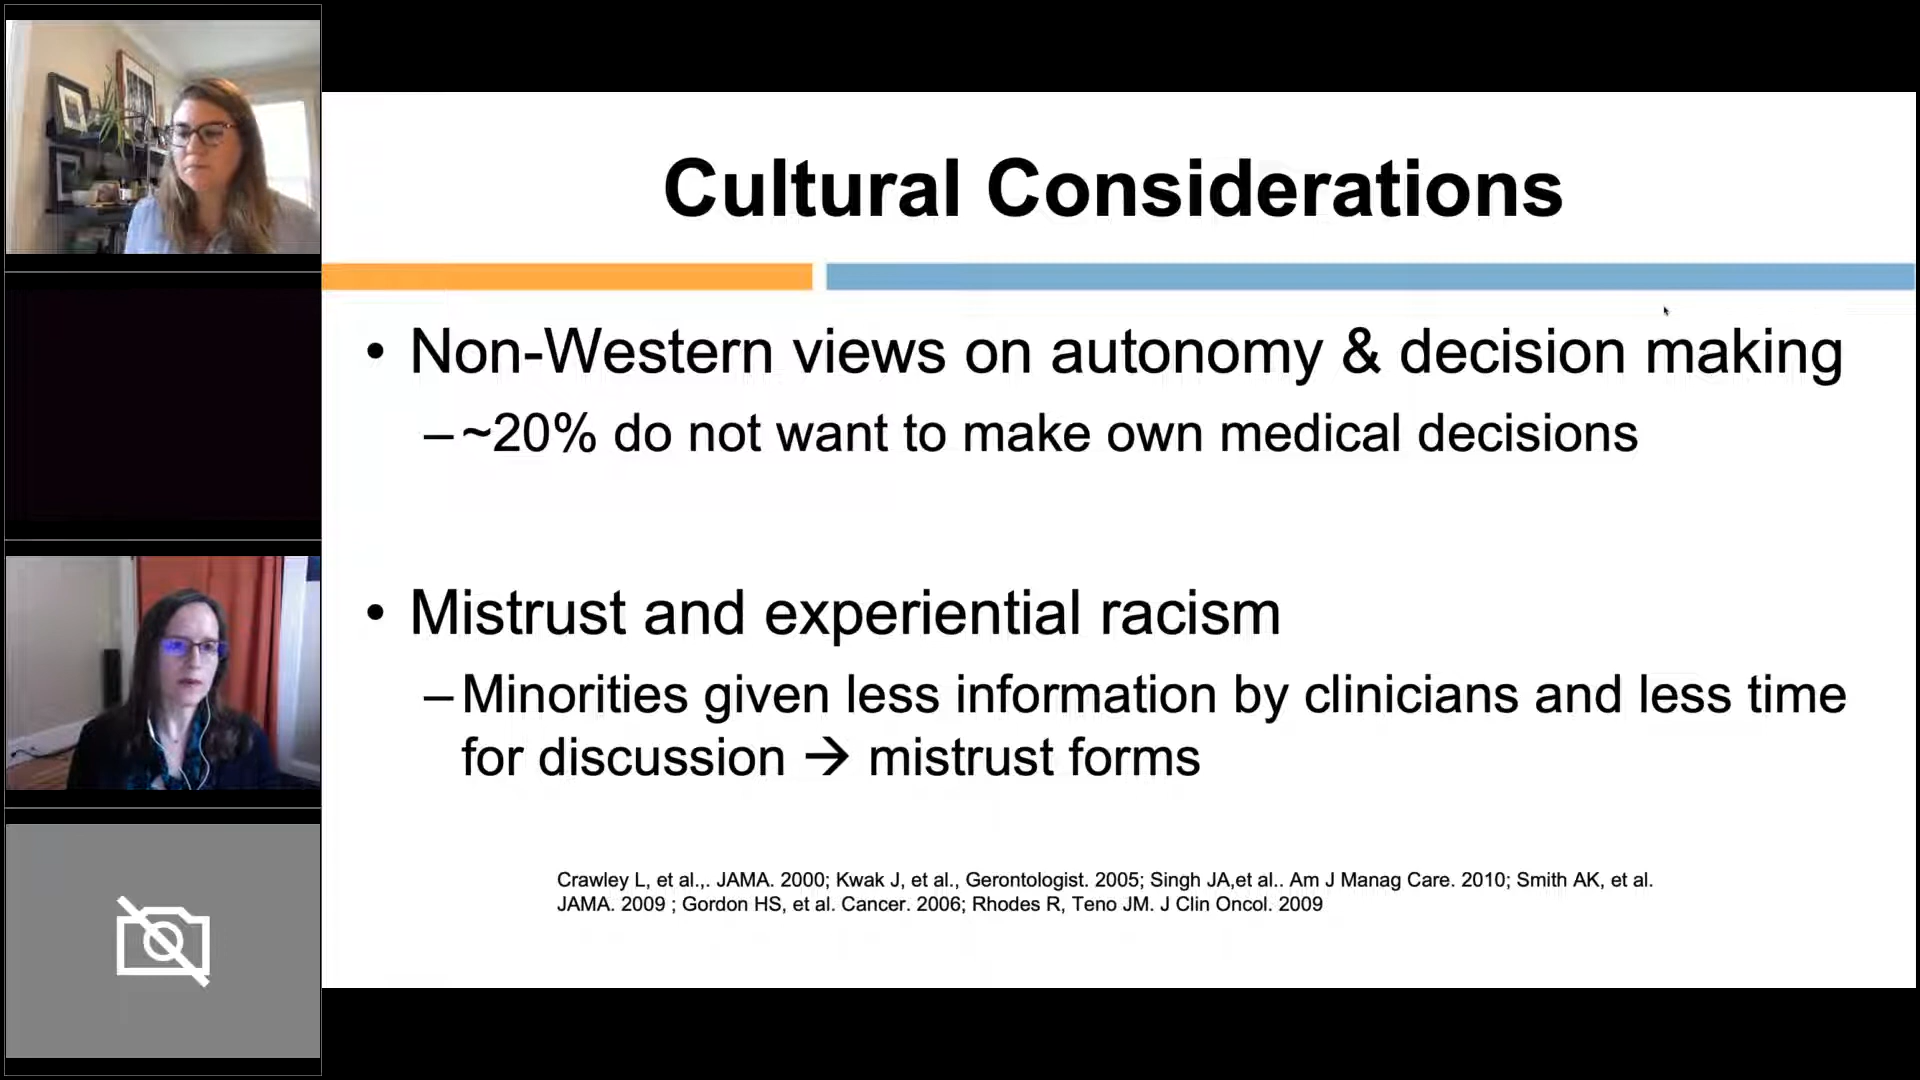 Cultural Considerations
• Non-Western views on autonomy & decision making
– ~20% do not want to make own medical decisions
• Mistrust and experiential racism
– Minorities given less information by clinicians and less time
for discussion → mistrust forms
Crawley L, et al.,. JAMA. 2000; Kwak J, et al., Gerontologist. 2005; Singh JA,et al.. Am J Manag Care. 2010; Smith AK, et al.
JAMA. 2009 ; Gordon HS, et al. Cancer. 2006; Rhodes R, Teno JM. J Clin Oncol. 2009